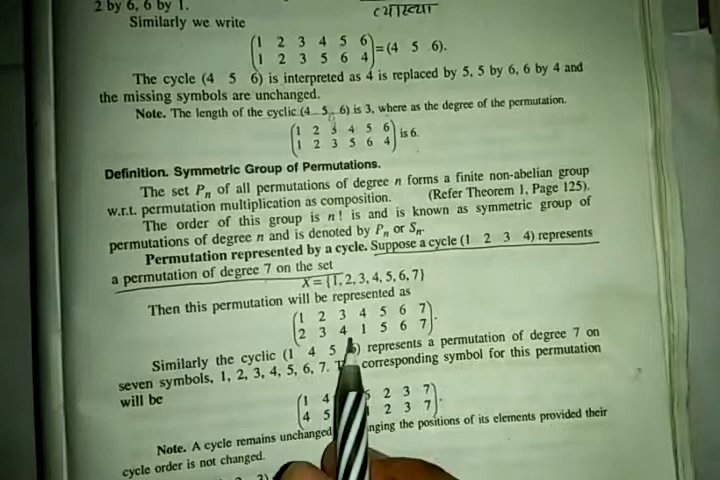 2 by 6, 6 by 1.
व्याख्या
Similarly we write
(1 2 3 4 5 6
1 2 3 5 6 4) = (4 5 6).
The cycle (4 5 6) is interpreted as 4 is replaced by 5, 5 by 6, 6 by 4 and
the missing symbols are unchanged.
Note. The length of the cyclic (4 5 6) is 3, where as the degree of the permutation.
(1 2 3 4 5 6
1 2 3 5 6 4) is 6.
Definition. Symmetric Group of Permutations.
The set Pn of all permutations of degree n forms a finite non-abelian group
w.r.t. permutation multiplication as composition. (Refer Theorem 1, Page 125).
The order of this group is n! is and is known as symmetric group of
permutations of degree n and is denoted by Pn or Sn.
Permutation represented by a cycle. Suppose a cycle (1 2 3 4) represents
a permutation of degree 7 on the set
X = {1, 2, 3, 4, 5, 6, 7}
Then this permutation will be represented as
(1 2 3 4 5 6 7
2 3 4 1 5 6 7).
Similarly the cyclic (1 4 5 6) represents a permutation of degree 7 on
seven symbols, 1, 2, 3, 4, 5, 6, 7. corresponding symbol for this permutation
will be
(1 4 2 3 7
4 5 2 3 7).
Note. A cycle remains unchanged the positions of its elements provided their
cycle order is not changed.